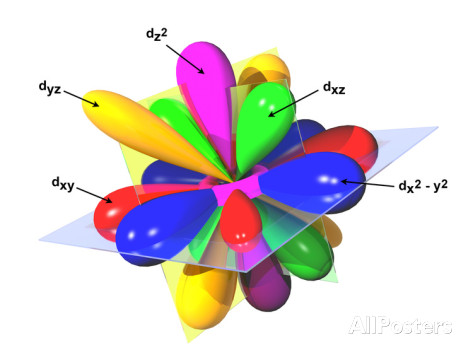 dz²
dyz
dxz
dxy
dx² - y²
AllPosters